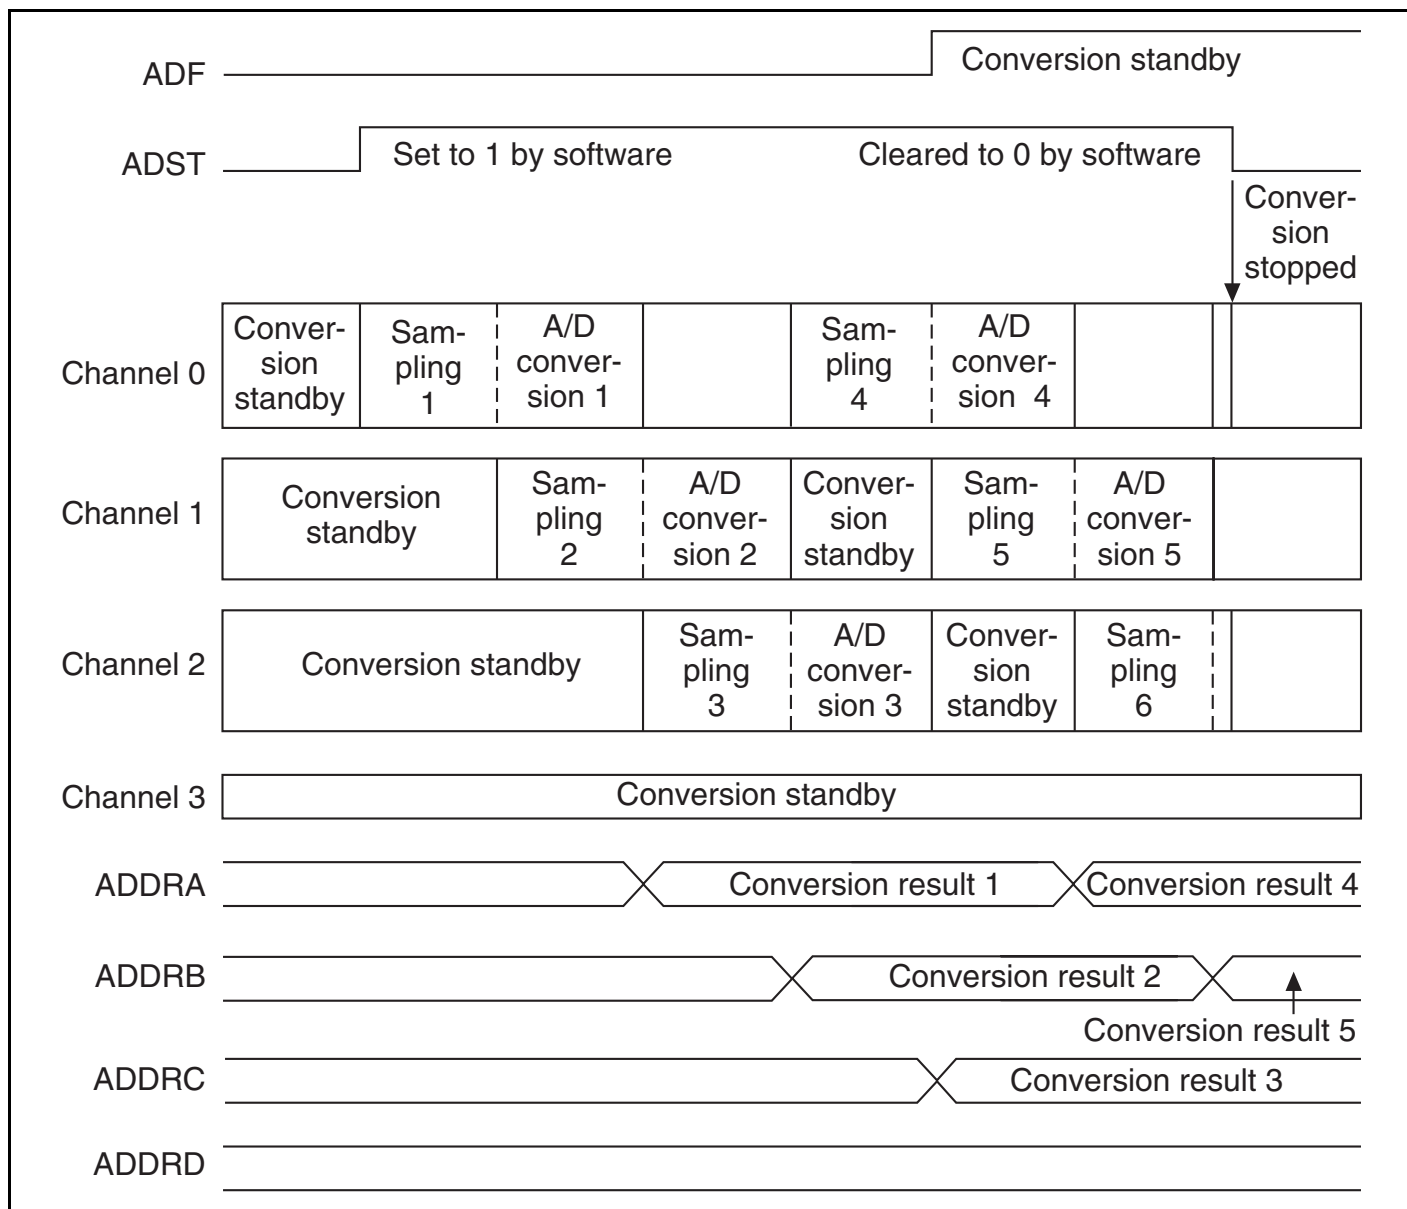 ADF
Conversion standby
ADST
Set to 1 by software
Cleared to 0 by software
Conver-
sion
stopped
Channel 0
Conver-
sion
standby
Sam-
pling
1
A/D
conver-
sion 1
Sam-
pling
4
A/D
conver-
sion 4
Channel 1
Conversion
standby
Sam-
pling
2
A/D
conver-
sion 2
Conver-
sion
standby
Sam-
pling
5
A/D
conver-
sion 5
Channel 2
Conversion standby
Sam-
pling
3
A/D
conver-
sion 3
Conver-
sion
standby
Sam-
pling
6
Channel 3
Conversion standby
ADDRA
Conversion result 1
Conversion result 4
ADDRB
Conversion result 2
Conversion result 5
ADDRC
Conversion result 3
ADDRD